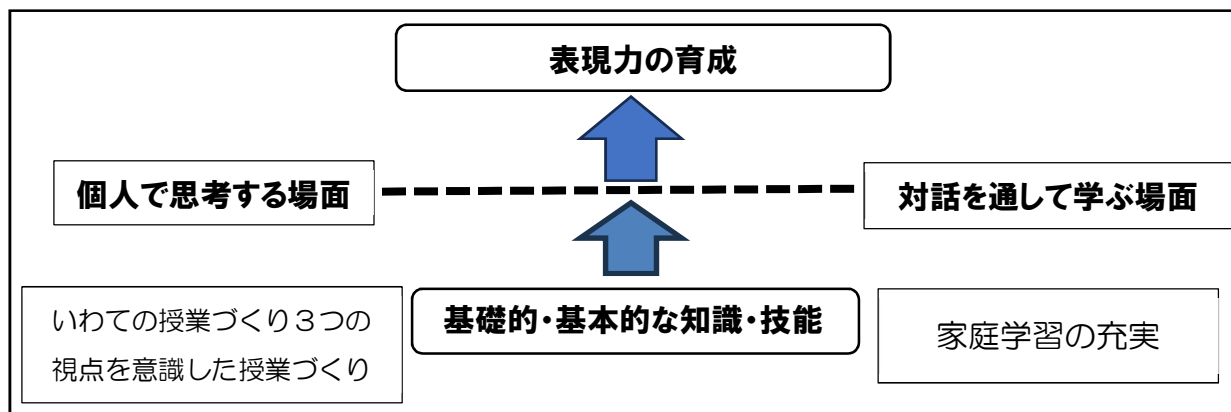 表現力の育成
個人で思考する場面
対話を通して学ぶ場面
いわての授業づくり３つの
視点を意識した授業づくり
基礎的・基本的な知識・技能
家庭学習の充実